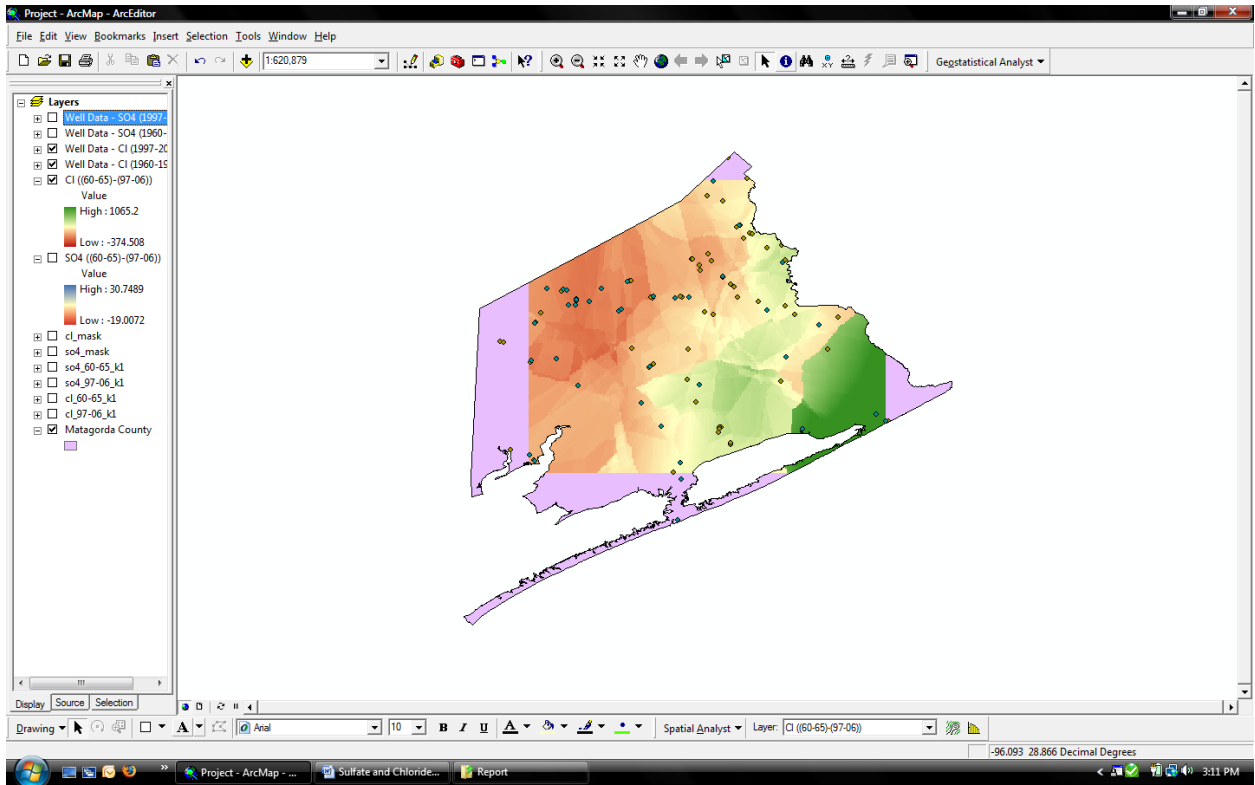 Project - ArcMap - ArcEditor
File Edit View Bookmarks Insert Selection Tools Window Help
1:620,879
Geostatistical Analyst
Layers
Well Data - SO4 (1997-
Well Data - SO4 (1960-
Well Data - Cl (1997-20
Well Data - Cl (1960-19
Cl ((60-65)-(97-06))
Value
High : 1065.2
Low : -374.508
SO4 ((60-65)-(97-06))
Value
High : 30.7489
Low : -19.0072
cl_mask
so4_mask
so4_60-65_k1
so4_97-06_k1
cl_60-65_k1
cl_97-06_k1
Matagorda County
Display Source Selection
Drawing A Arial 10 B I U A Spatial Analyst Layer: Cl ((60-65)-(97-06))
-96.093 28.866 Decimal Degrees
Project - ArcMap - ... Sulfate and Chloride... Report 3:11 PM